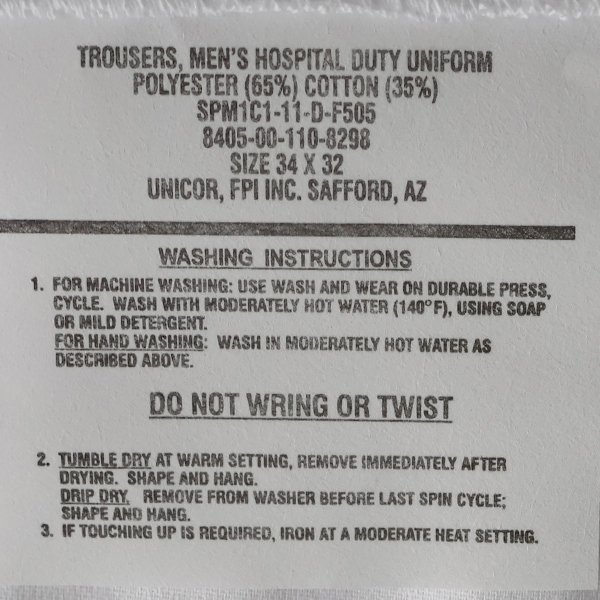 TROUSERS, MEN'S HOSPITAL DUTY UNIFORM
POLYESTER (65%) COTTON (35%)
SPM1C1-11-D-F505
8405-00-110-8298
SIZE 34 X 32
UNICOR, FPI INC. SAFFORD, AZ
WASHING INSTRUCTIONS
1. FOR MACHINE WASHING: USE WASH AND WEAR ON DURABLE PRESS,
CYCLE. WASH WITH MODERATELY HOT WATER (140°F), USING SOAP
OR MILD DETERGENT.
FOR HAND WASHING: WASH IN MODERATELY HOT WATER AS
DESCRIBED ABOVE.
DO NOT WRING OR TWIST
2. TUMBLE DRY AT WARM SETTING, REMOVE IMMEDIATELY AFTER
DRYING. SHAPE AND HANG.
DRIP DRY. REMOVE FROM WASHER BEFORE LAST SPIN CYCLE;
SHAPE AND HANG.
3. IF TOUCHING UP IS REQUIRED, IRON AT A MODERATE HEAT SETTING.